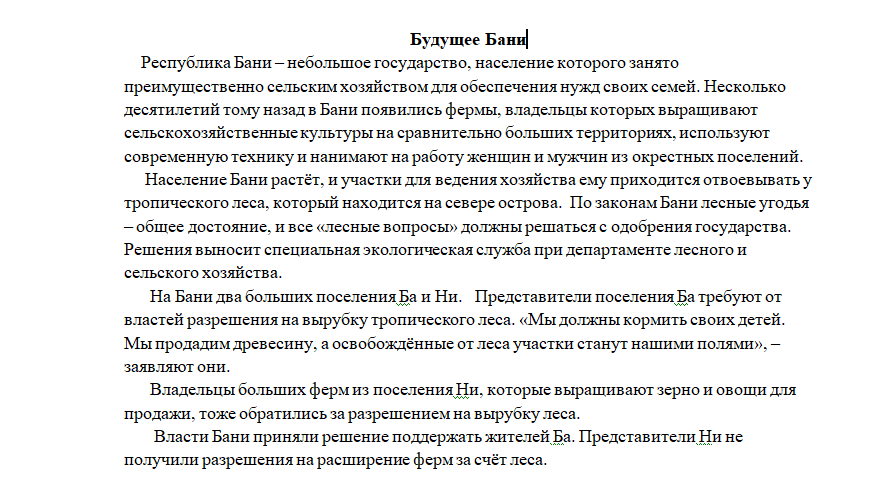 Будущее Бани
Республика Бани – небольшое государство, население которого занято
преимущественно сельским хозяйством для обеспечения нужд своих семей. Несколько
десятилетий тому назад в Бани появились фермы, владельцы которых выращивают
сельскохозяйственные культуры на сравнительно больших территориях, используют
современную технику и нанимают на работу женщин и мужчин из окрестных поселений.
Население Бани растёт, и участки для ведения хозяйства ему приходится отвоевывать у
тропического леса, который находится на севере острова. По законам Бани лесные угодья
– общее достояние, и все «лесные вопросы» должны решаться с одобрения государства.
Решения выносит специальная экологическая служба при департаменте лесного и
сельского хозяйства.
На Бани два больших поселения Ба и Ни. Представители поселения Ба требуют от
властей разрешения на вырубку тропического леса. «Мы должны кормить своих детей.
Мы продадим древесину, а освобождённые от леса участки станут нашими полями», –
заявляют они.
Владельцы больших ферм из поселения Ни, которые выращивают зерно и овощи для
продажи, тоже обратились за разрешением на вырубку леса.
Власти Бани приняли решение поддержать жителей Ба. Представители Ни не
получили разрешения на расширение ферм за счёт леса.